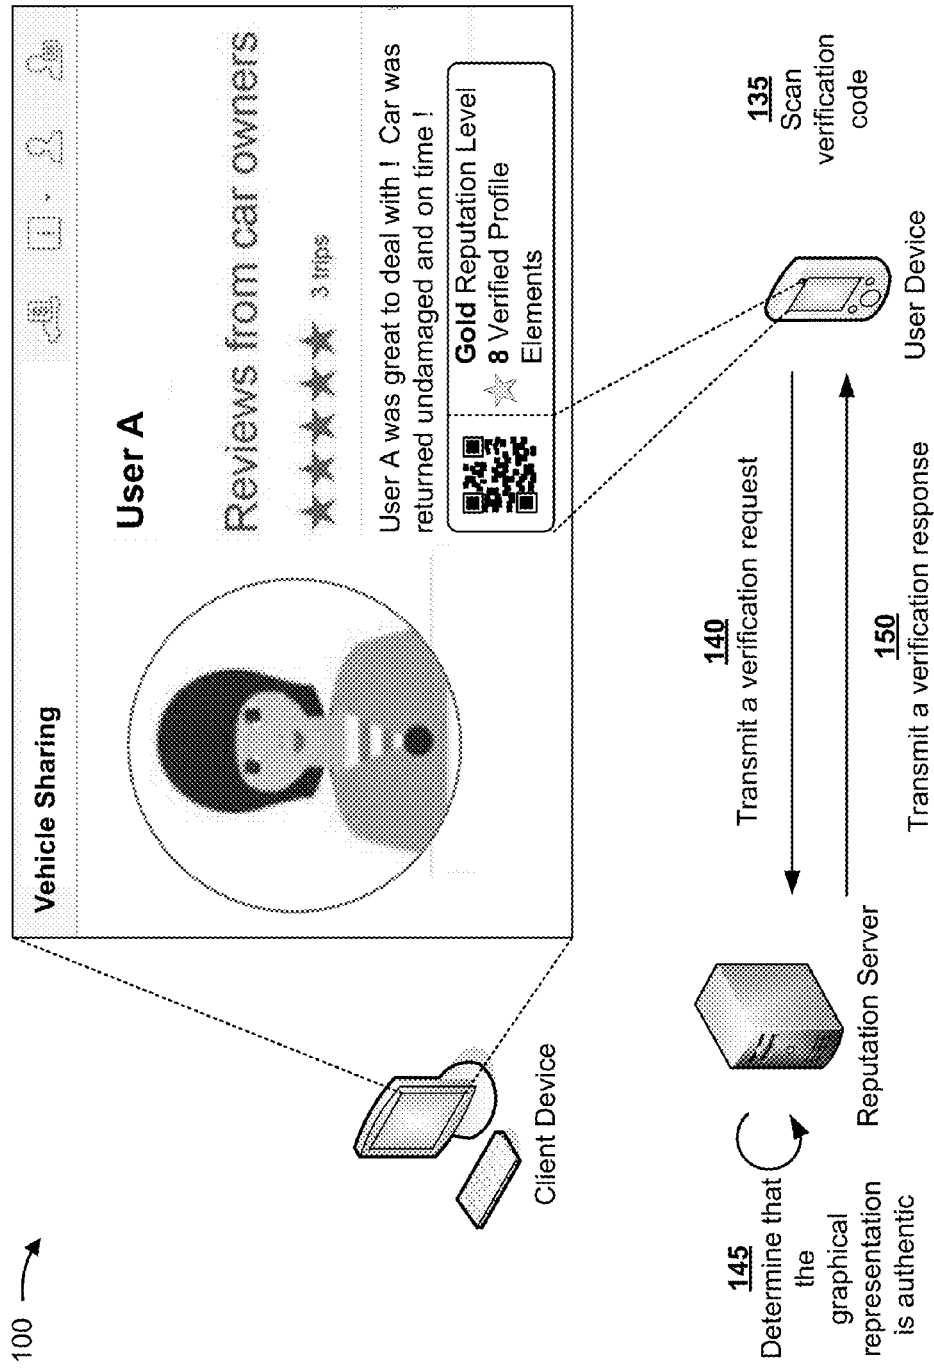 100
Vehicle Sharing
User A
Reviews from car owners
3 trips
User A was great to deal with ! Car was
returned undamaged and on time !
Gold Reputation Level
8 Verified Profile
Elements
Client Device
135
Scan
verification
code
User Device
140
Transmit a verification request
150
Transmit a verification response
Reputation Server
145
Determine that
the
graphical
representation
is authentic